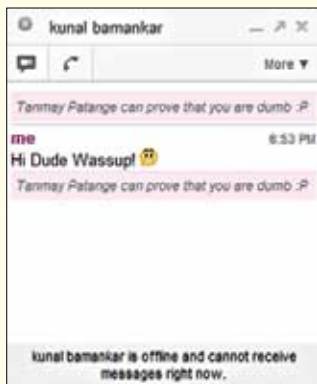 kunal bamankar
More ▼
Tanmay Patange can prove that you are dumb :P
me 6:53 PM
Hi Dude Wassup!
Tanmay Patange can prove that you are dumb :P
kunal bamankar is offline and cannot receive
messages right now.